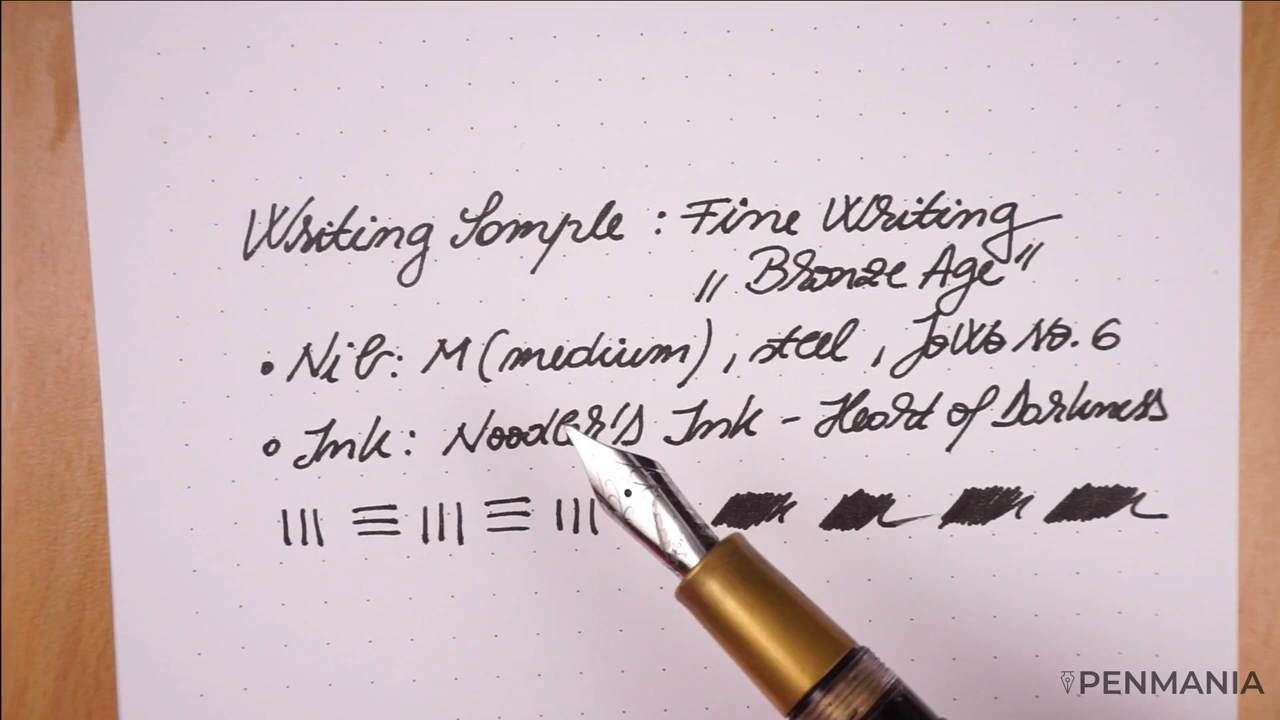 Writing Sample : Fine Writing
" Bronze Age "
• Nib: M (medium), steel, JoWo No. 6
• Ink: Noodler's Ink - Heart of Darkness
PENMANIA